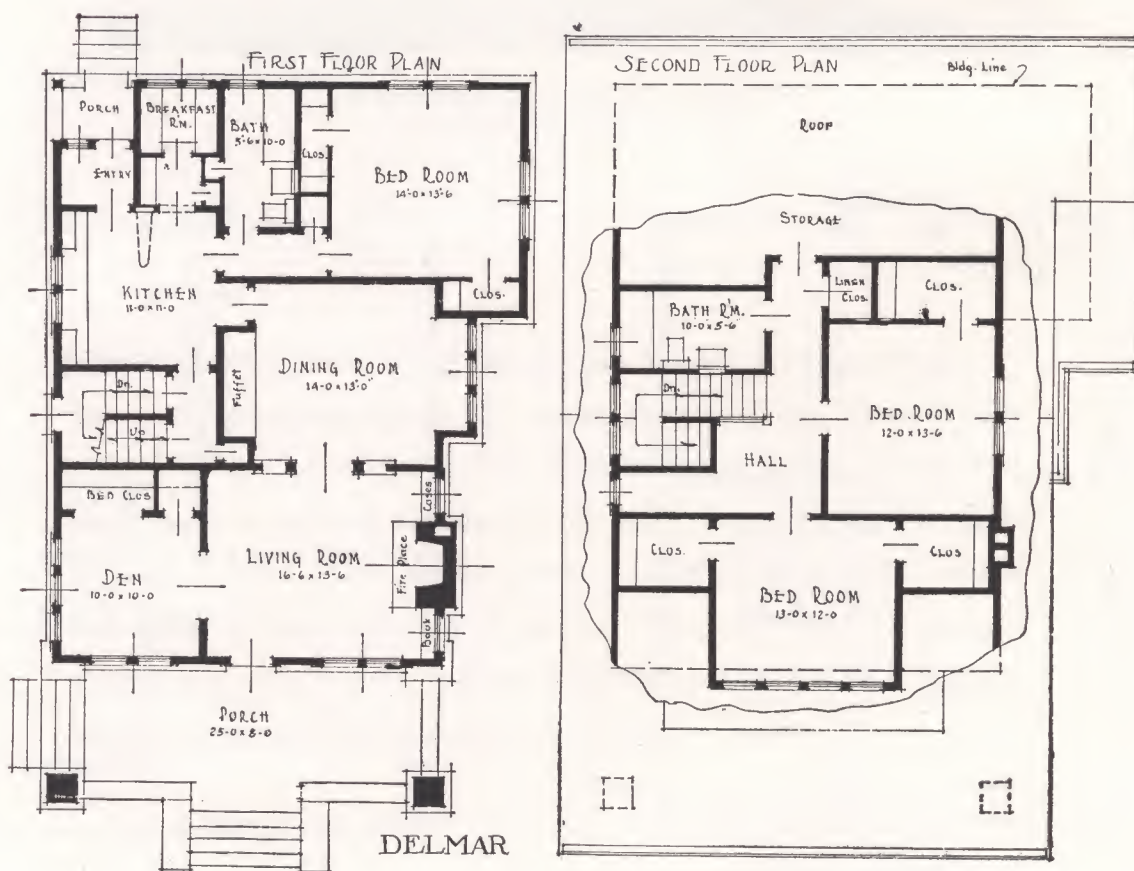 FIRST FLOOR PLAN
PORCH
BREAKFAST
R'M.
BATH
5'-6 x 10-0
CLOS.
BED ROOM
14'-0 x 13'-6
ENTRY
KITCHEN
11-0 x 11-0
CLOS.
DINING ROOM
14-0 x 13'-0"
Buffet
Dn.
Up
BED CLOS
Cases
LIVING ROOM
16-6 x 13-6
Fire Place
DEN
10-0 x 10-0
Book
PORCH
25-0 x 8-0
DELMAR
SECOND FLOOR PLAN
Bldg. Line
ROOF
STORAGE
LINEN
CLOS.
CLOS.
BATH R'M.
10-0 x 5-6
Dn.
BED ROOM
12-0 x 13-6
HALL
CLOS.
CLOS
BED ROOM
13-0 x 12-0